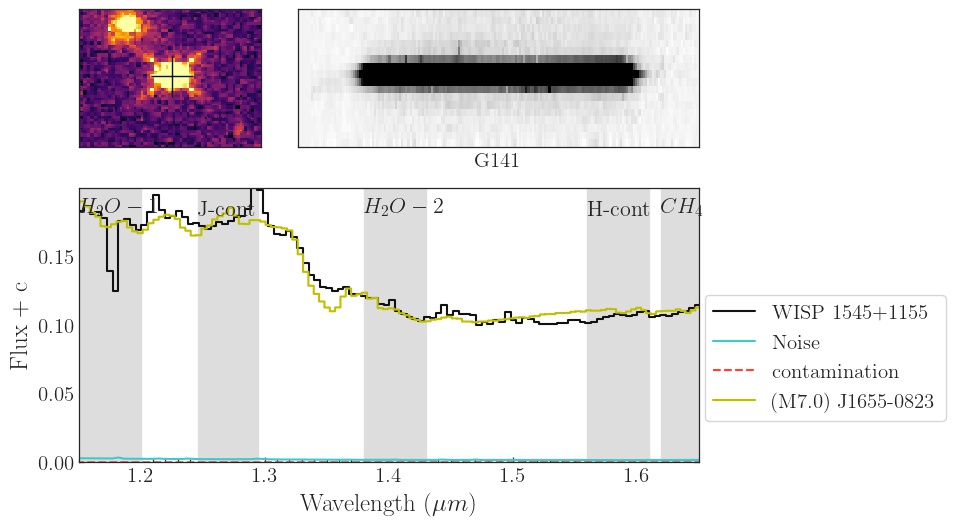 G141
H₂O − 1
J-cont
H₂O − 2
H-cont
CH₄
0.15
0.10
0.05
0.00
Flux + c
1.2
1.3
1.4
1.5
1.6
Wavelength (μm)
WISP 1545+1155
Noise
contamination
(M7.0) J1655-0823